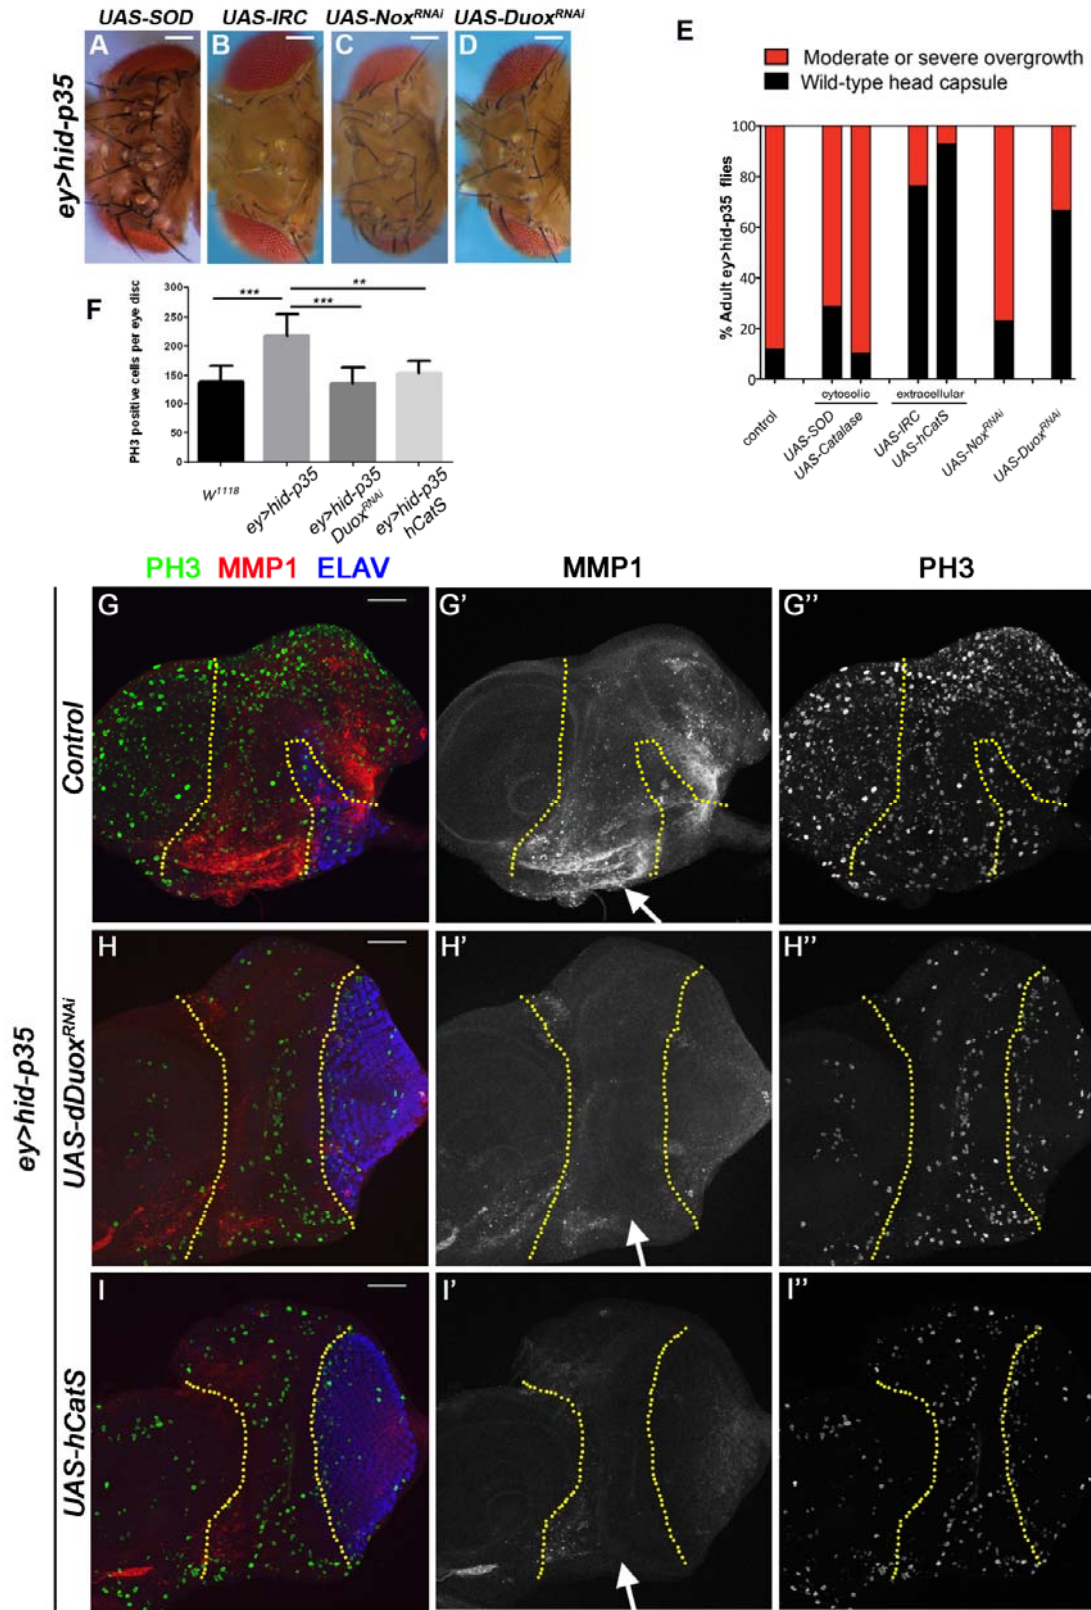 UAS-SOD UAS-IRC UAS-Nox^RNAi UAS-Duox^RNAi
A B C D
ey>hid-p35
E
Moderate or severe overgrowth
Wild-type head capsule
% Adult ey>hid-p35 flies
100
80
60
40
20
0
cytosolic extracellular
control
UAS-SOD
UAS-Catalase
UAS-IRC
UAS-hCatS
UAS-Nox^RNAi
UAS-Duox^RNAi
F
PH3 positive cells per eye disc
300
250
200
150
100
50
0
***
***
**
W^1118
ey>hid-p35
ey>hid-p35
Duox^RNAi
ey>hid-p35
hCatS
PH3 MMP1 ELAV MMP1 PH3
ey>hid-p35
Control
G G' G''
UAS-dDuox^RNAi
H H' H''
UAS-hCatS
I I' I''